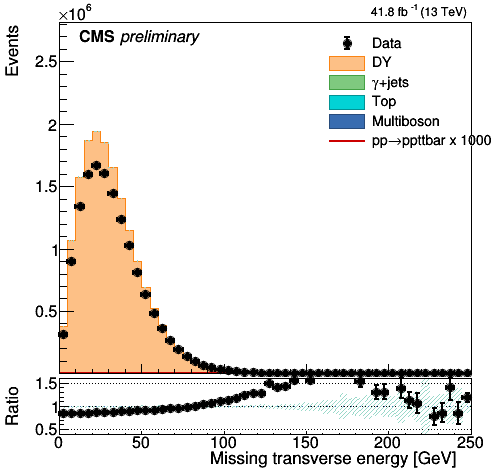 ×10^6
41.8 fb^-1 (13 TeV)
CMS preliminary
Events
Data
DY
γ+jets
Top
Multiboson
pp→ppttbar x 1000
2.5
2
1.5
1
0.5
Ratio
1.5
1
0.5
0 50 100 150 200 250
Missing transverse energy [GeV]